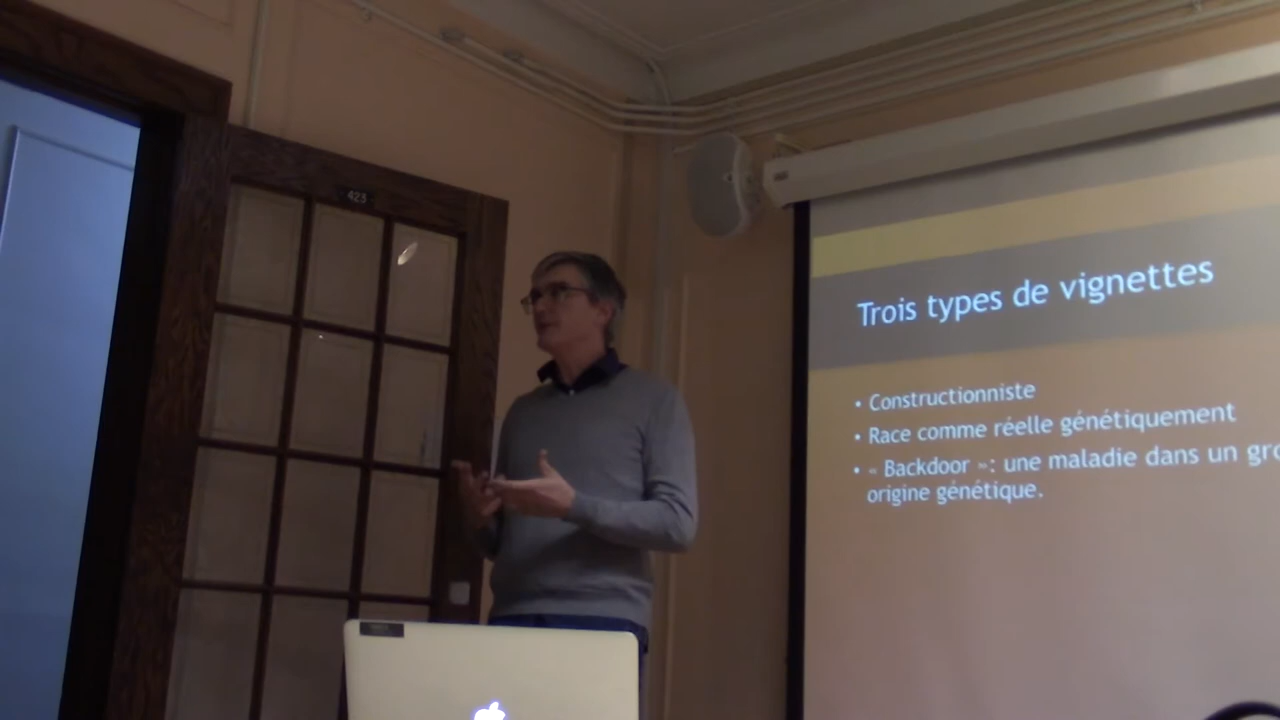 423
Trois types de vignettes
• Constructionniste
• Race comme réelle génétiquement
• « Backdoor »: une maladie dans un
origine génétique.